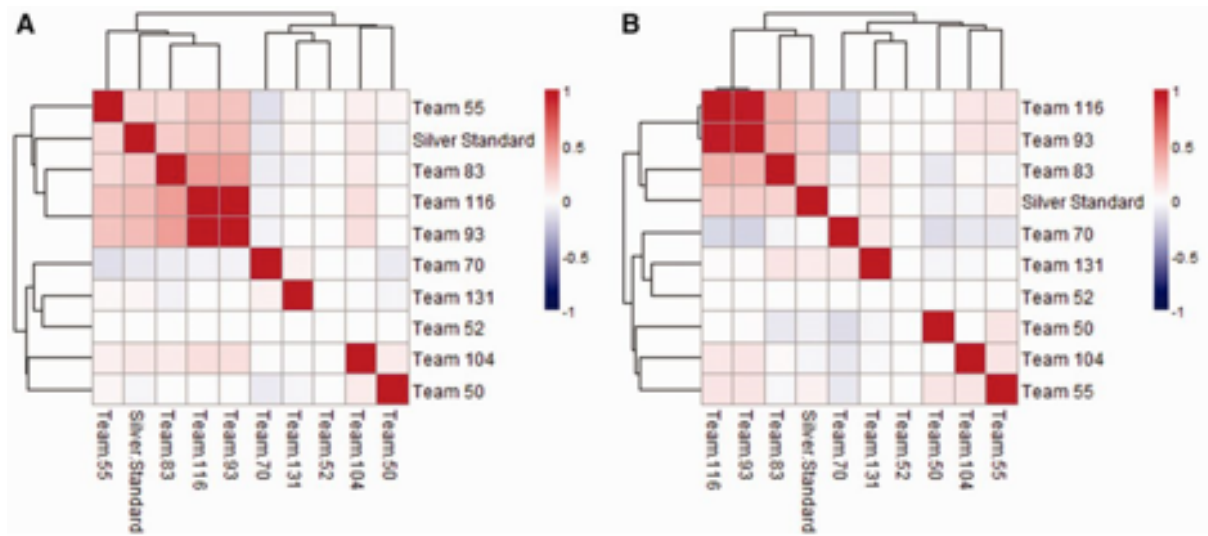 A
1
0.5
0
-0.5
-1
Team 55
Silver Standard
Team 83
Team 116
Team 93
Team 70
Team 131
Team 52
Team 104
Team 50
Team.55
Silver.Standard
Team.83
Team.116
Team.93
Team.70
Team.131
Team.52
Team.104
Team.50
B
1
0.5
0
-0.5
-1
Team 116
Team 93
Team 83
Silver Standard
Team 70
Team 131
Team 52
Team 50
Team 104
Team 55
Team.116
Team.93
Team.83
Silver.Standard
Team.70
Team.131
Team.52
Team.50
Team.104
Team.55